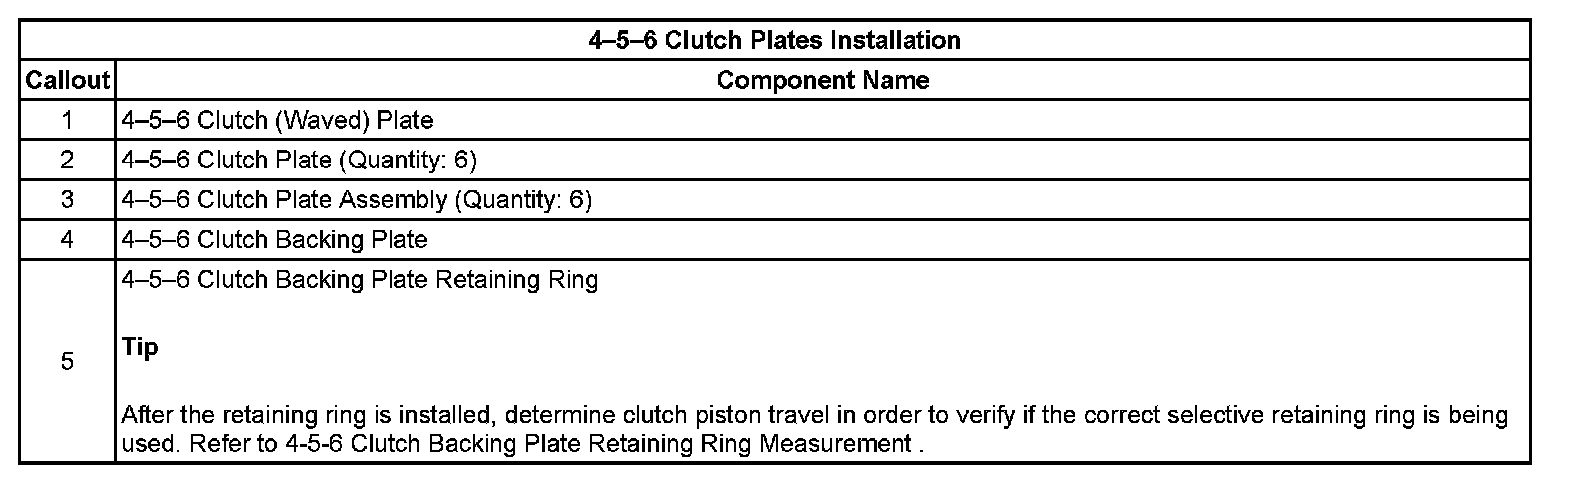 4–5–6 Clutch Plates Installation
Callout Component Name
1 4–5–6 Clutch (Waved) Plate
2 4–5–6 Clutch Plate (Quantity: 6)
3 4–5–6 Clutch Plate Assembly (Quantity: 6)
4 4–5–6 Clutch Backing Plate
5 4–5–6 Clutch Backing Plate Retaining Ring
Tip
After the retaining ring is installed, determine clutch piston travel in order to verify if the correct selective retaining ring is being
used. Refer to 4-5-6 Clutch Backing Plate Retaining Ring Measurement .